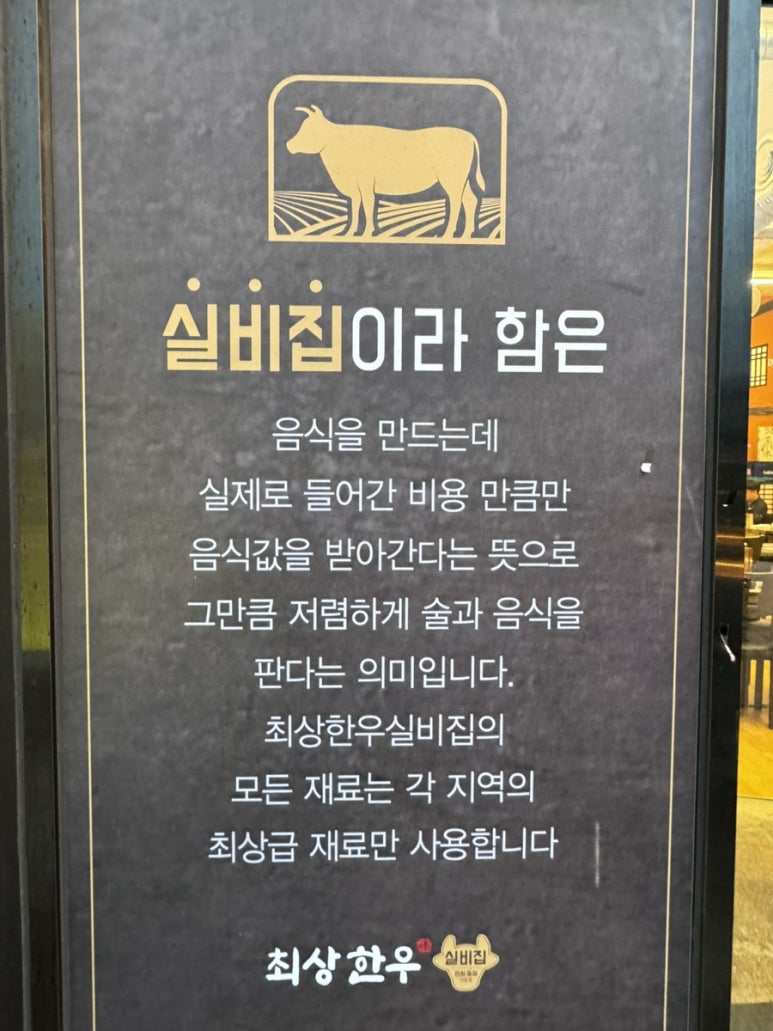 실비집이라 함은
음식을 만드는데
실제로 들어간 비용 만큼만
음식값을 받아간다는 뜻으로
그만큼 저렴하게 술과 음식을
판다는 의미입니다.
최상한우실비집의
모든 재료는 각 지역의
최상급 재료만 사용합니다
최상한우
실비집